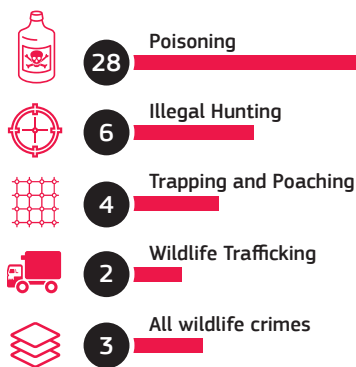 Poisoning
28
Illegal Hunting
6
Trapping and Poaching
4
Wildlife Trafficking
2
All wildlife crimes
3